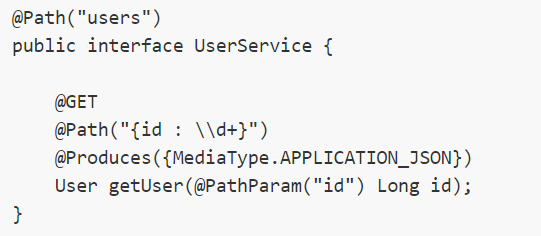 @Path("users")
public interface UserService {
@GET
@Path("{id : \\d+}")
@Produces({MediaType.APPLICATION_JSON})
User getUser(@PathParam("id") Long id);
}